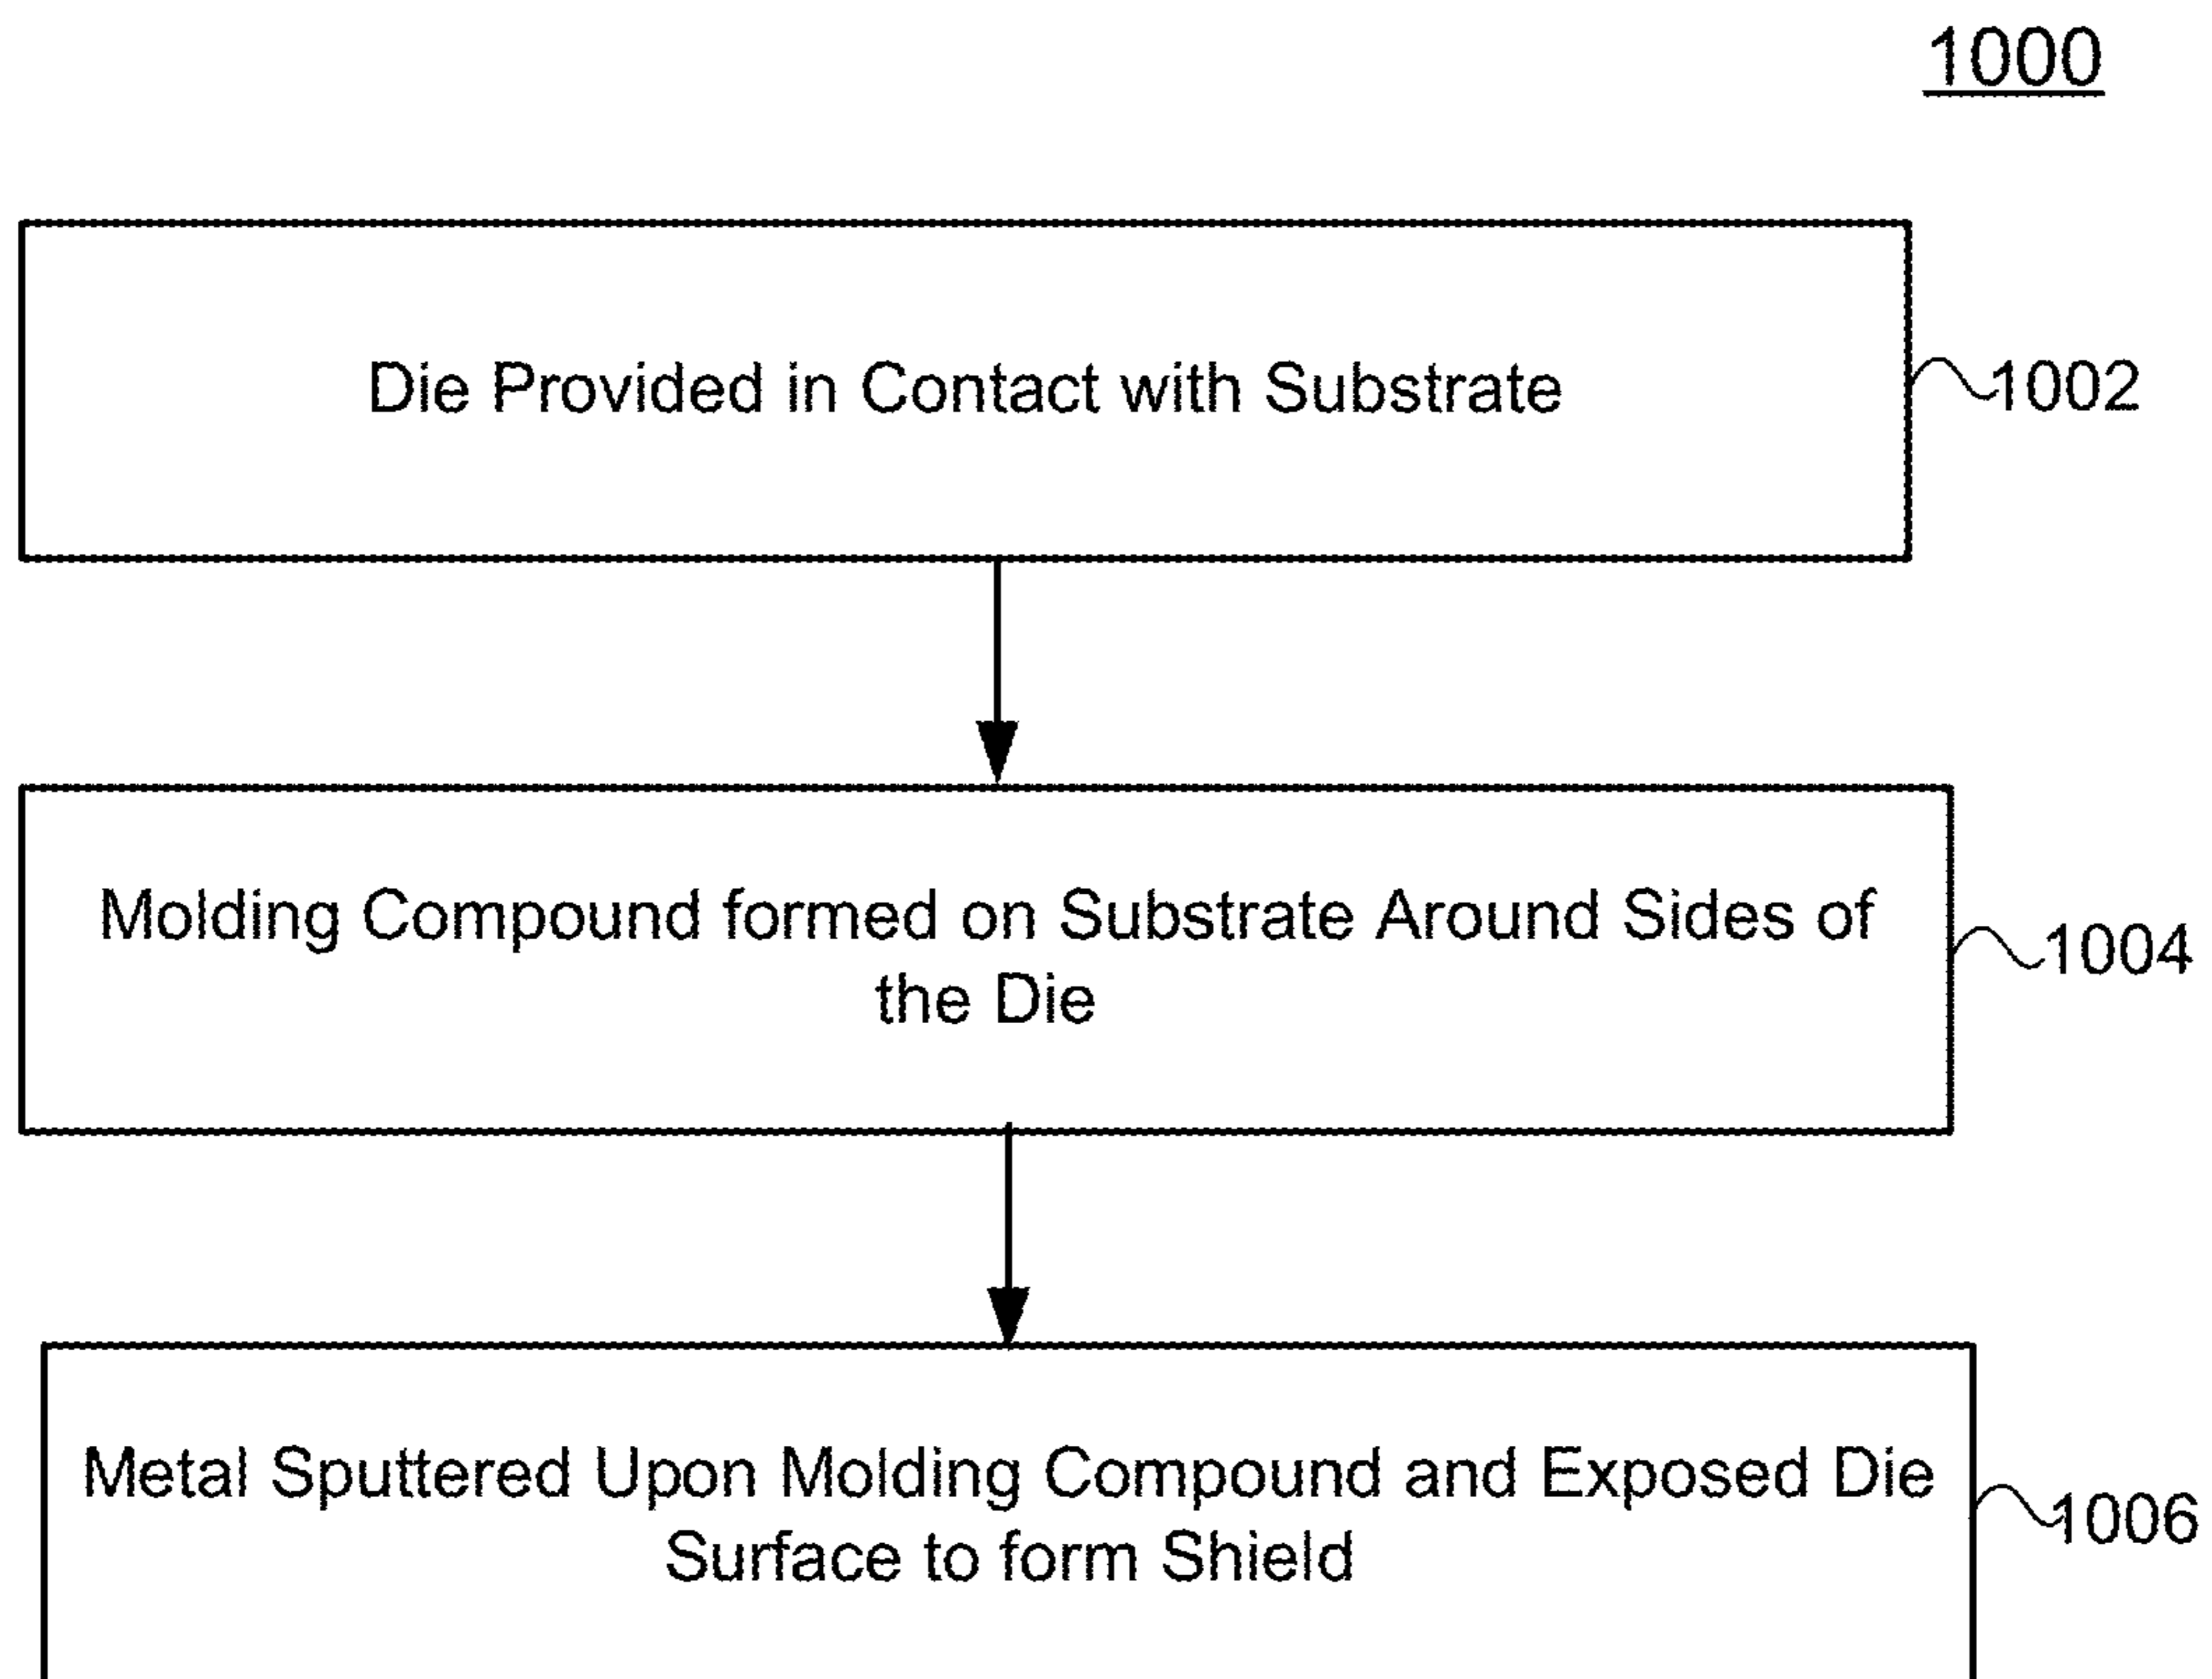 1000
Die Provided in Contact with Substrate
1002
Molding Compound formed on Substrate Around Sides of
the Die
1004
Metal Sputtered Upon Molding Compound and Exposed Die
Surface to form Shield
1006